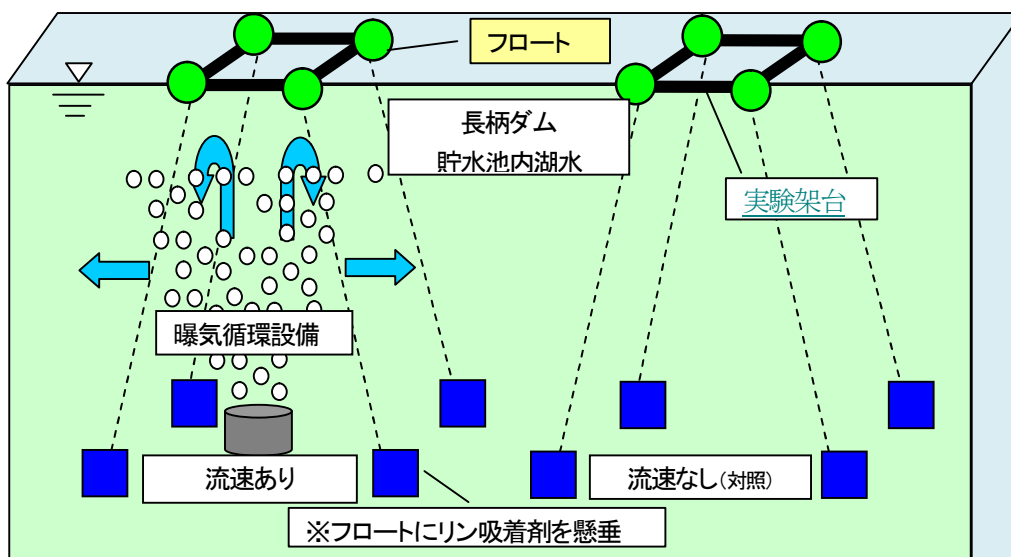 フロート
長柄ダム
貯水池内湖水
実験架台
曝気循環設備
流速あり
流速なし(対照)
※フロートにリン吸着剤を懸垂